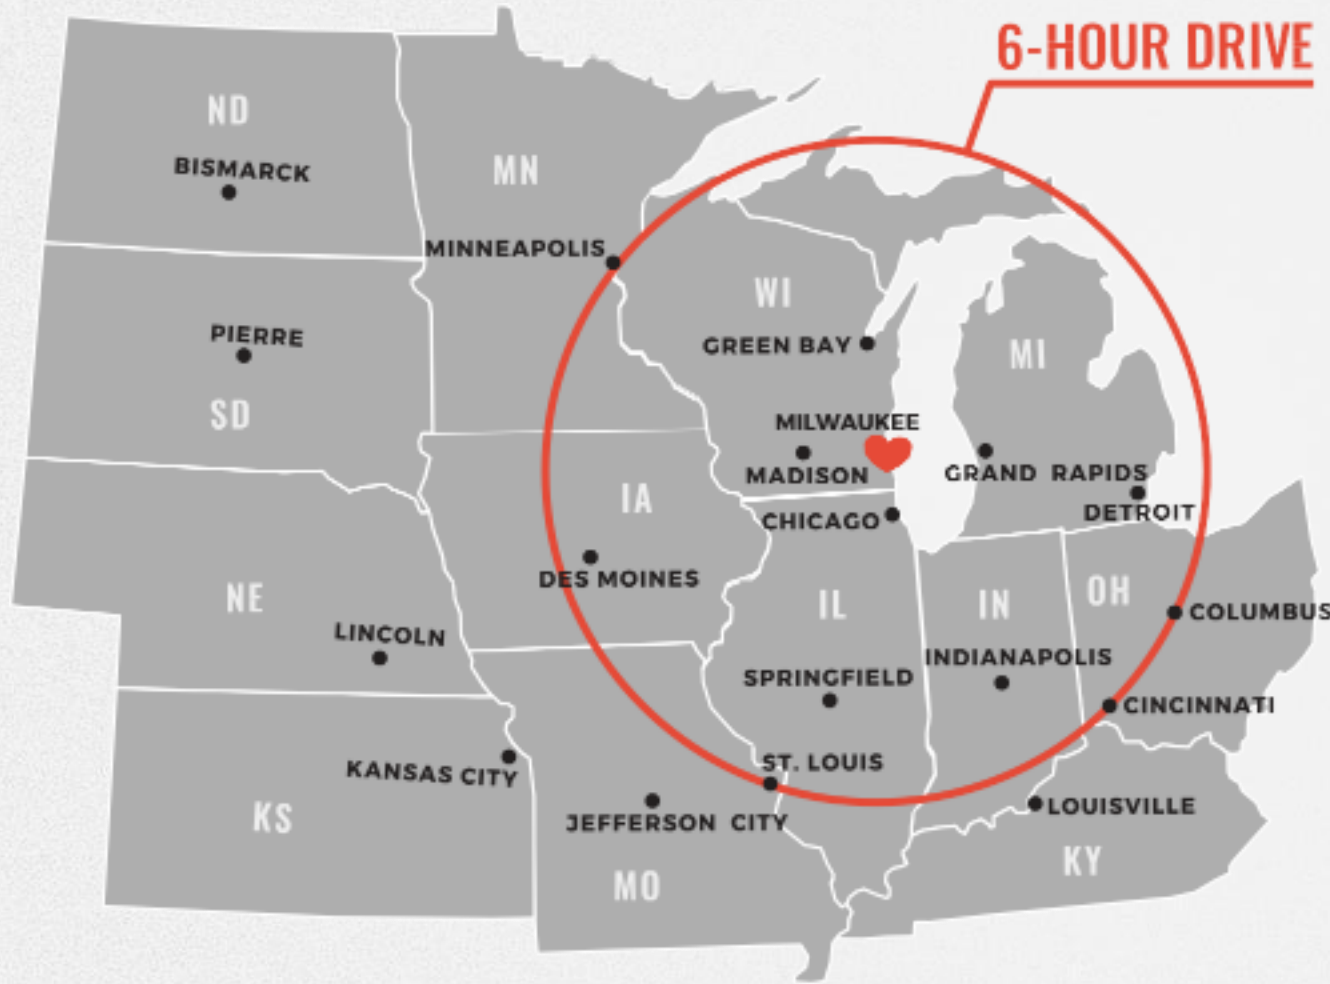 6-HOUR DRIVE
ND
BISMARCK
MN
MINNEAPOLIS
WI
PIERRE
GREEN BAY
MI
SD
MILWAUKEE
MADISON
GRAND RAPIDS
IA
DETROIT
CHICAGO
DES MOINES
NE
IL
IN
OH
COLUMBUS
LINCOLN
INDIANAPOLIS
SPRINGFIELD
CINCINNATI
ST. LOUIS
KANSAS CITY
LOUISVILLE
KS
JEFFERSON CITY
KY
MO